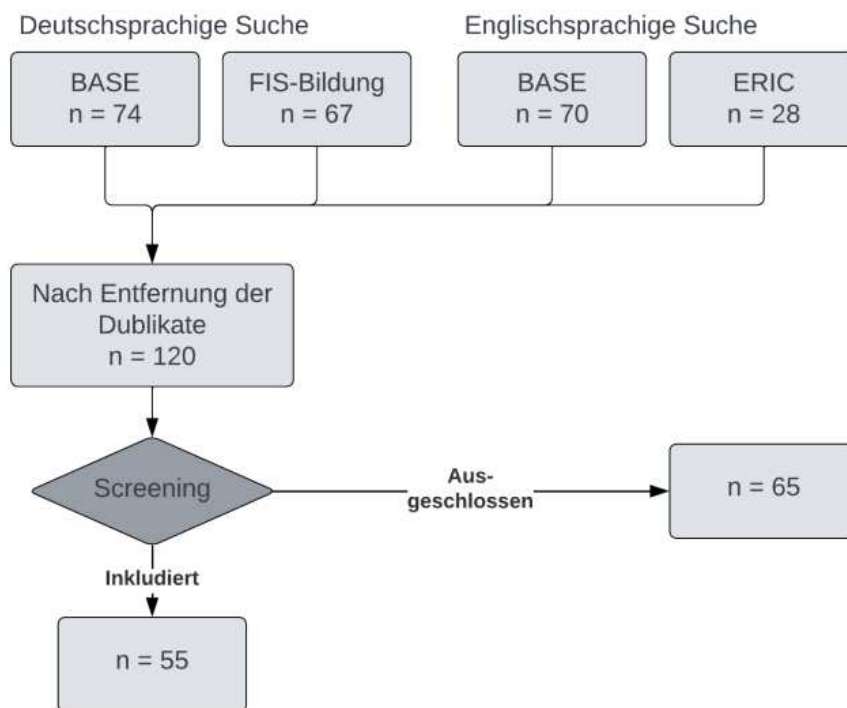 Deutschsprachige Suche
Englischsprachige Suche
BASE
n = 74
FIS-Bildung
n = 67
BASE
n = 70
ERIC
n = 28
Nach Entfernung der
Dublikate
n = 120
Screening
Aus-
geschlossen
n = 65
Inkludiert
n = 55